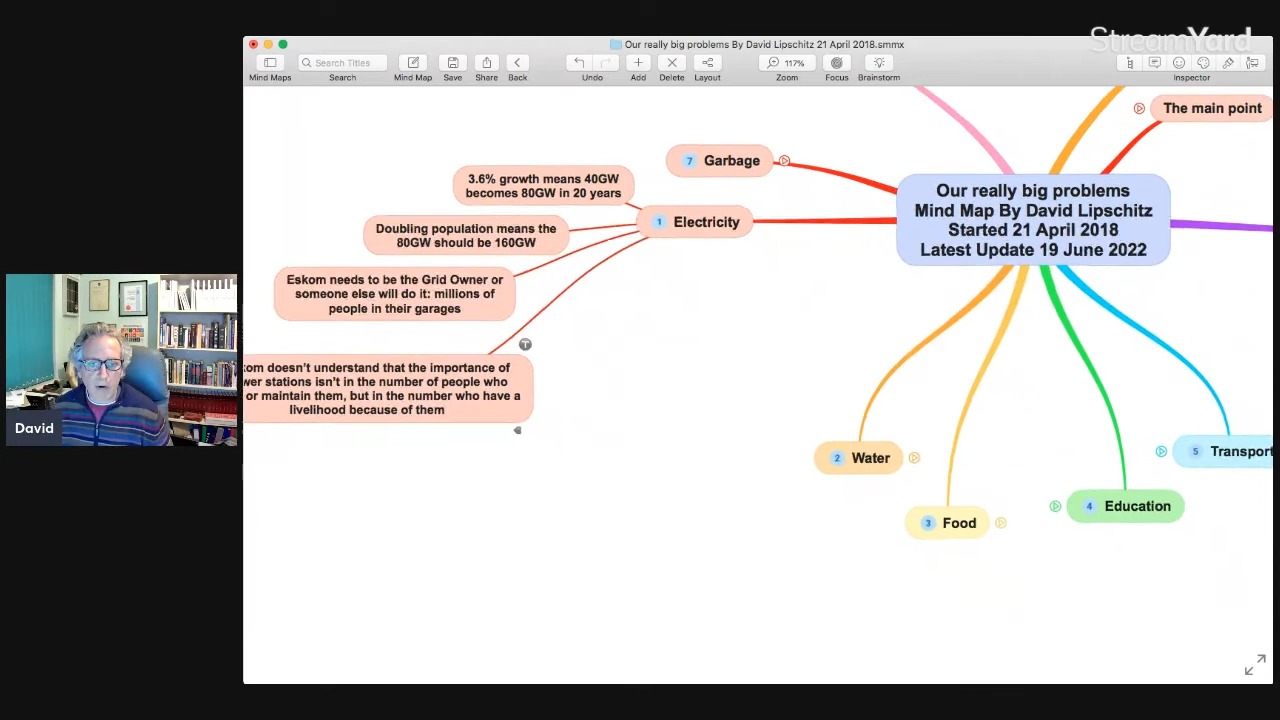 StreamYard
Our really big problems By David Lipschitz 21 April 2018.smmx
Search Titles
117%
Mind Maps
Search
Mind Map
Save
Share
Back
Undo
Add
Delete
Layout
Zoom
Focus
Brainstorm
Inspector
The main point
7 Garbage
3.6% growth means 40GW
becomes 80GW in 20 years
1 Electricity
Doubling population means the
80GW should be 160GW
Eskom needs to be the Grid Owner or
someone else will do it: millions of
people in their garages
doesn't understand that the importance of
stations isn't in the number of people who
or maintain them, but in the number who have a
livelihood because of them
Our really big problems
Mind Map By David Lipschitz
Started 21 April 2018
Latest Update 19 June 2022
2 Water
3 Food
4 Education
5 Transport
David